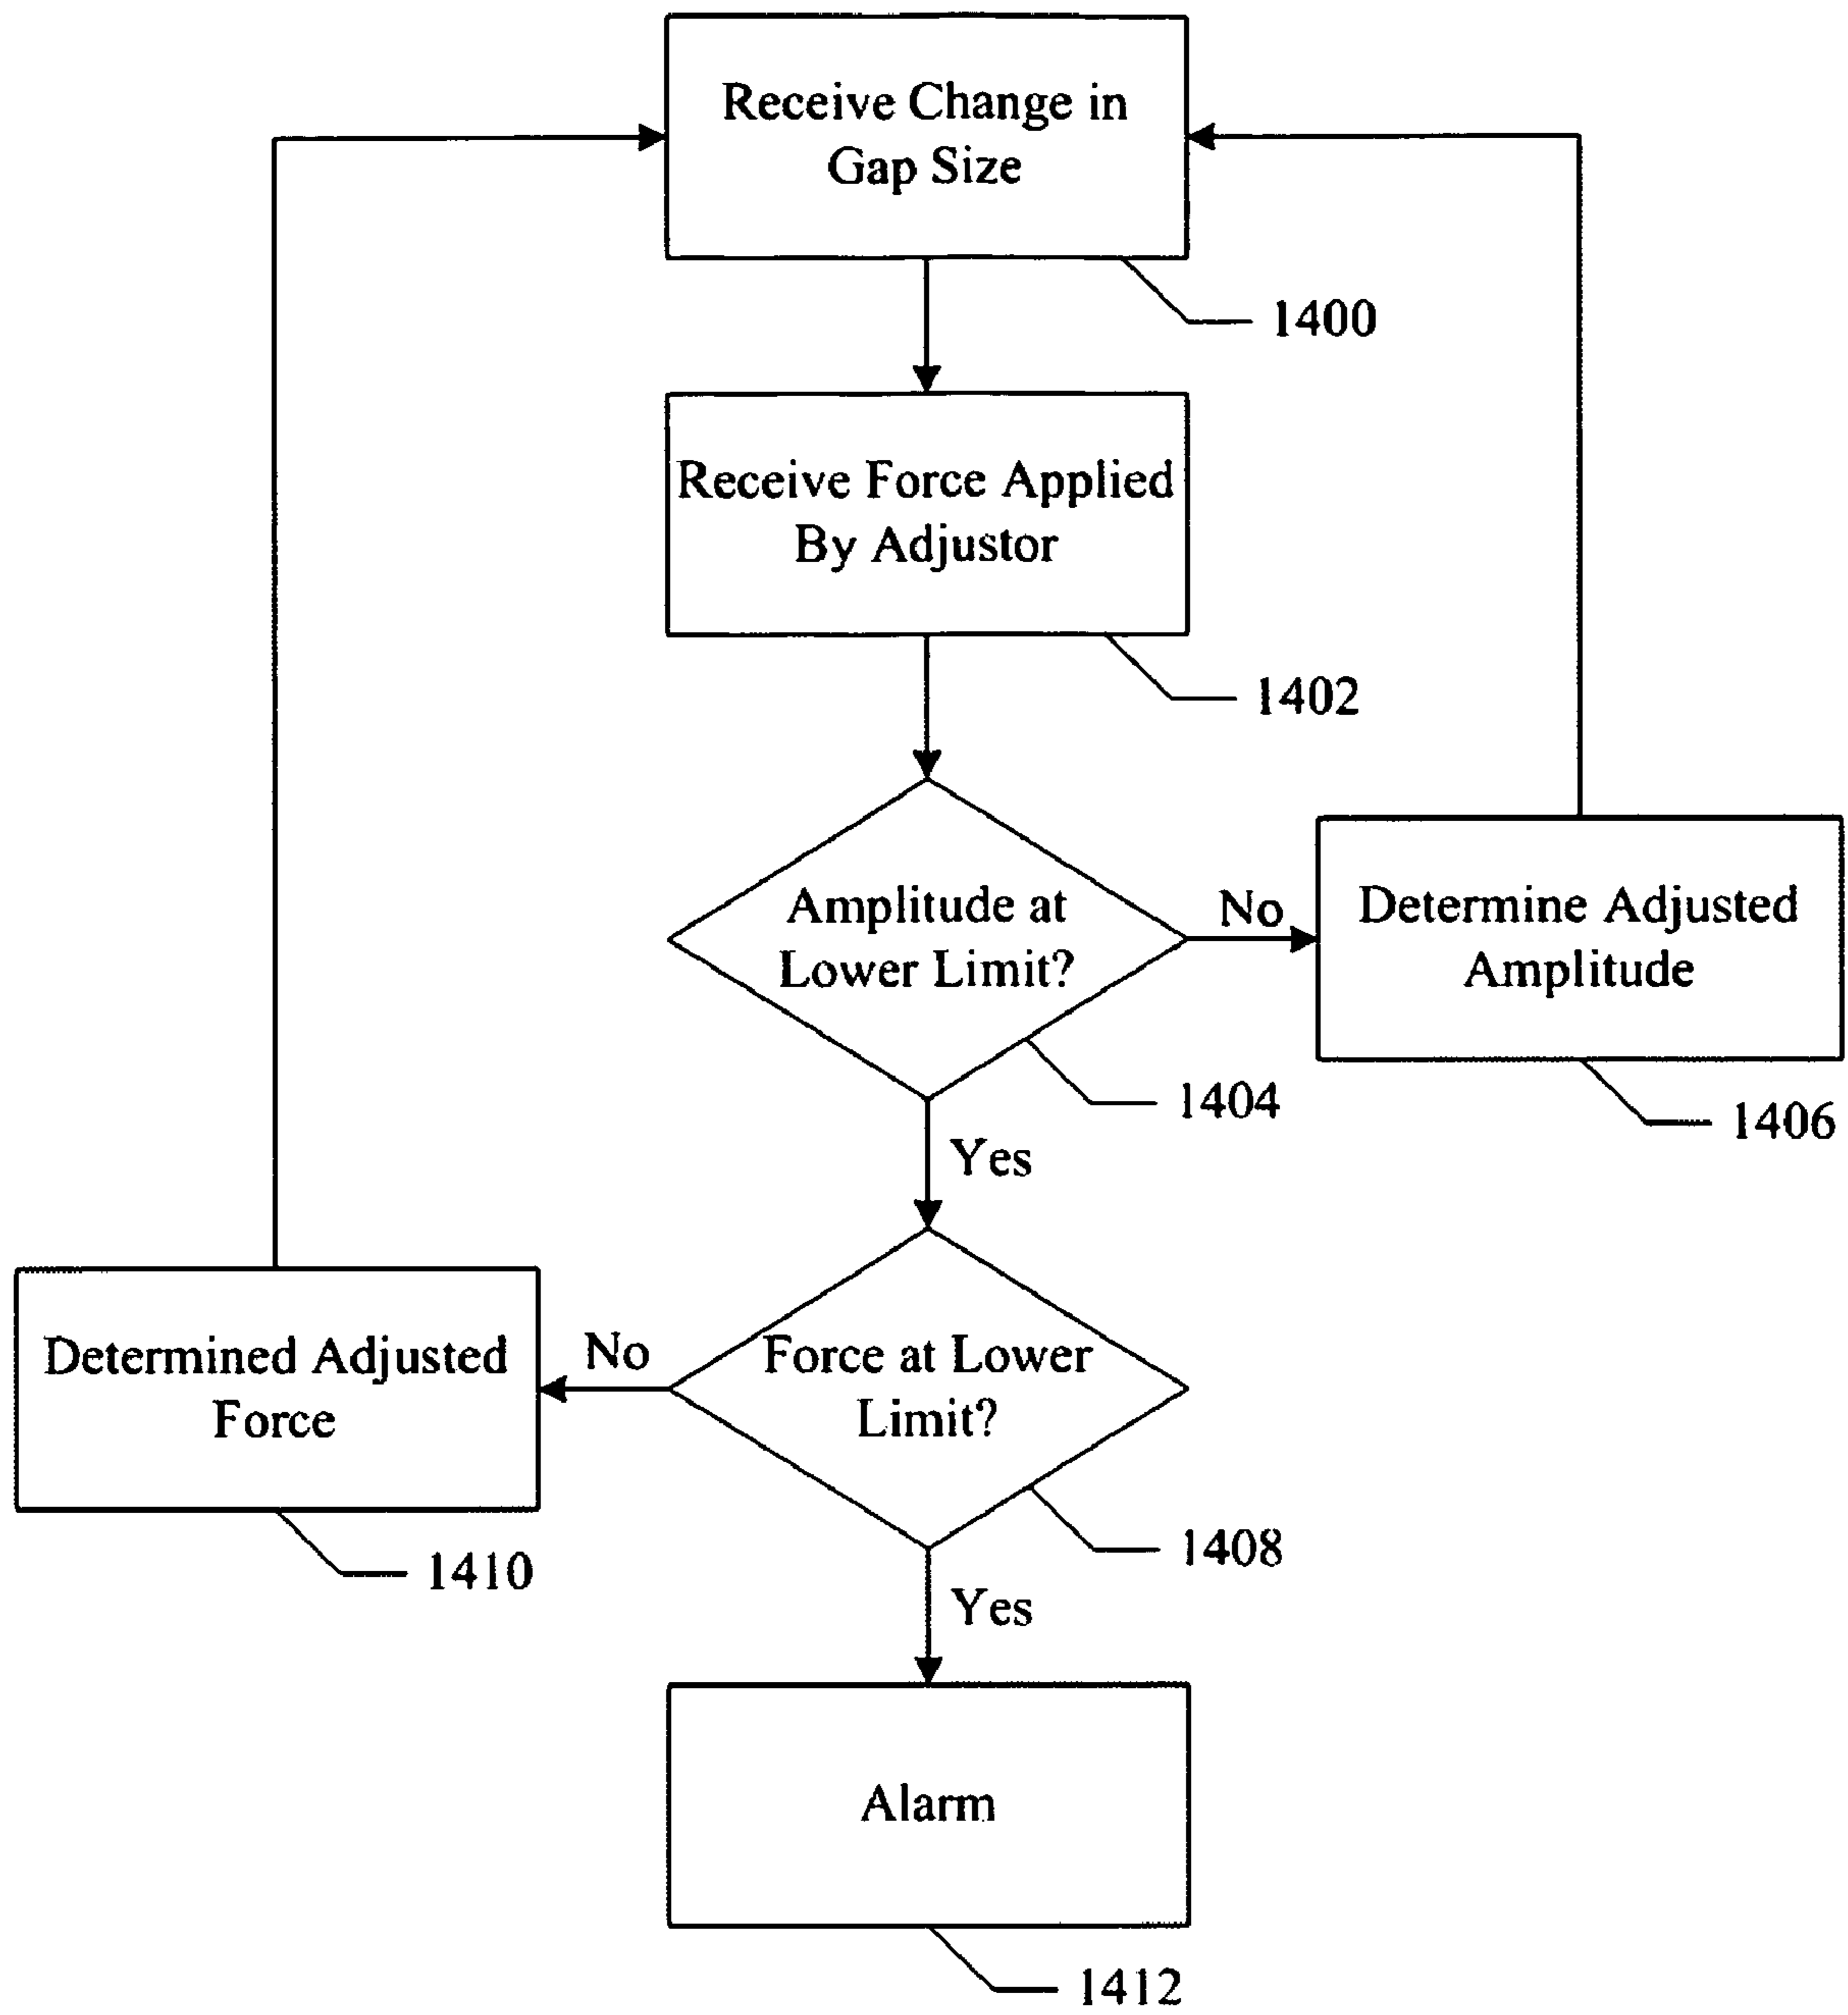 Receive Change in
Gap Size
1400
Receive Force Applied
By Adjustor
1402
Amplitude at
Lower Limit?
No
Determine Adjusted
Amplitude
1404
1406
Yes
Determined Adjusted
Force
No
Force at Lower
Limit?
1408
1410
Yes
Alarm
1412